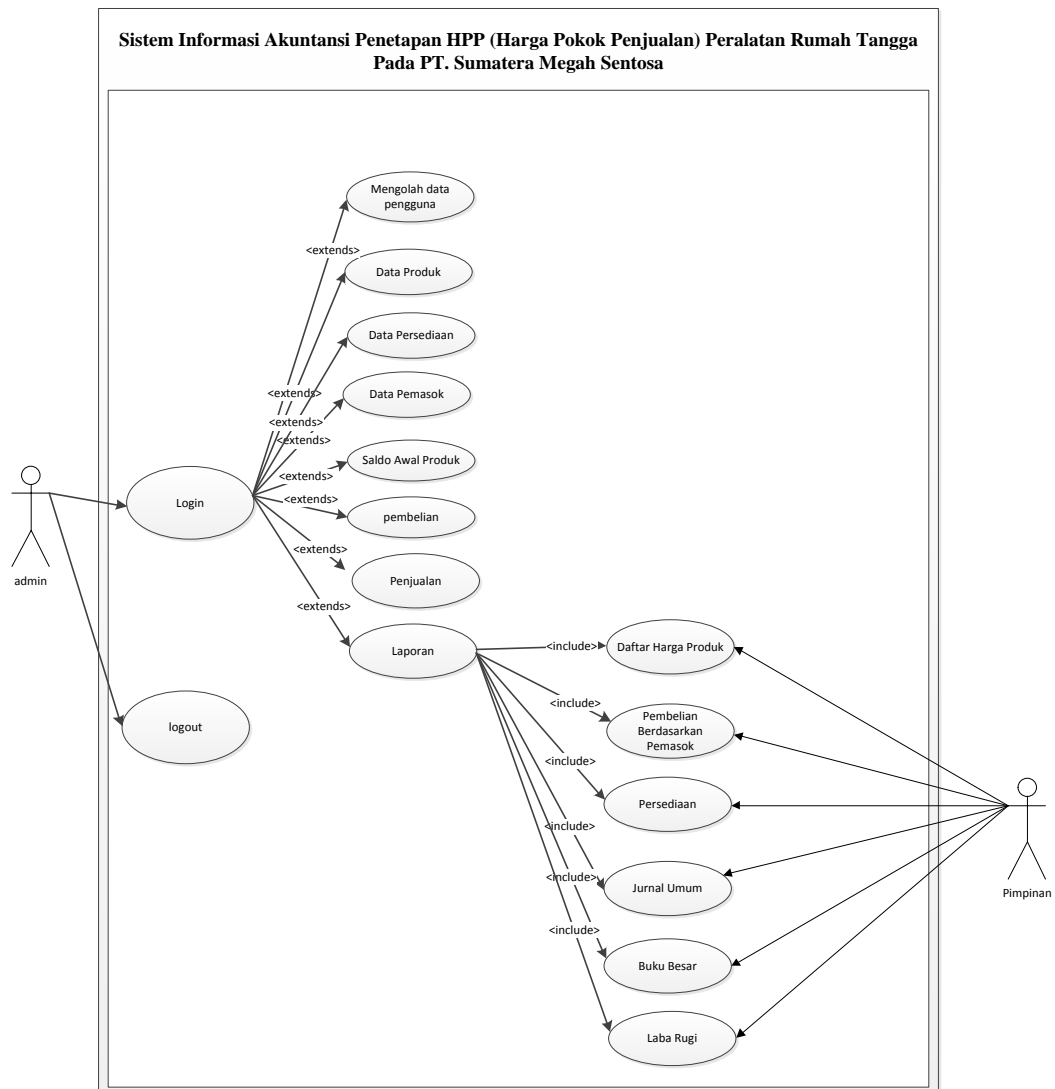 Sistem Informasi Akuntansi Penetapan HPP (Harga Pokok Penjualan) Peralatan Rumah Tangga
Pada PT. Sumatera Megah Sentosa
Mengolah data
pengguna
<extends>
Data Produk
Data Persediaan
<extends>
Data Pemasok
<extends>
<extends>
Saldo Awal Produk
<extends>
Login
<extends>
pembelian
<extends>
admin
Penjualan
<extends>
Laporan
<include>
Daftar Harga Produk
<include>
Pembelian
Berdasarkan
Pemasok
logout
<include>
Persediaan
<include>
<include>
Jurnal Umum
Pimpinan
<include>
Buku Besar
Laba Rugi